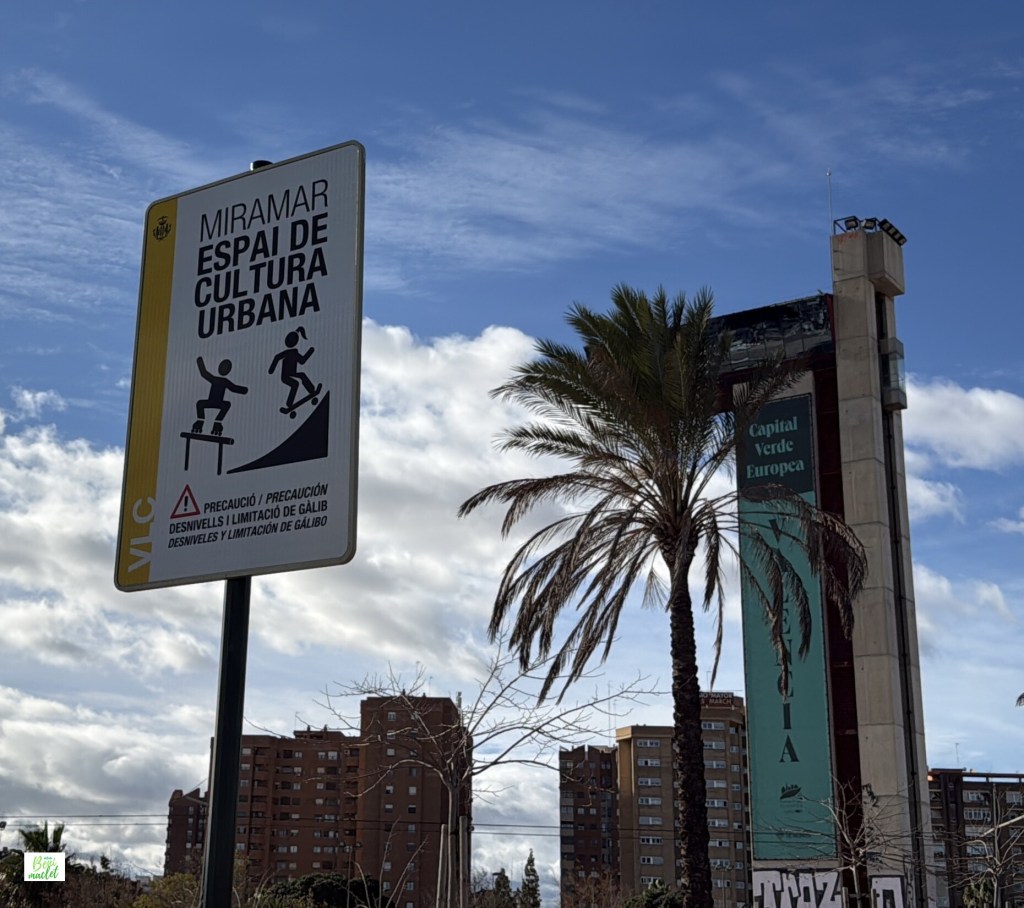 MIRAMAR
ESPAI DE
CULTURA
URBANA
PRECAUCIÓ / PRECAUCIÓN
DESNIVELLS I LIMITACIÓ DE GÀLIB
DESNIVELES Y LIMITACIÓN DE GÁLIBO
VLC
Capital
Verde
Europea
Benimaclet